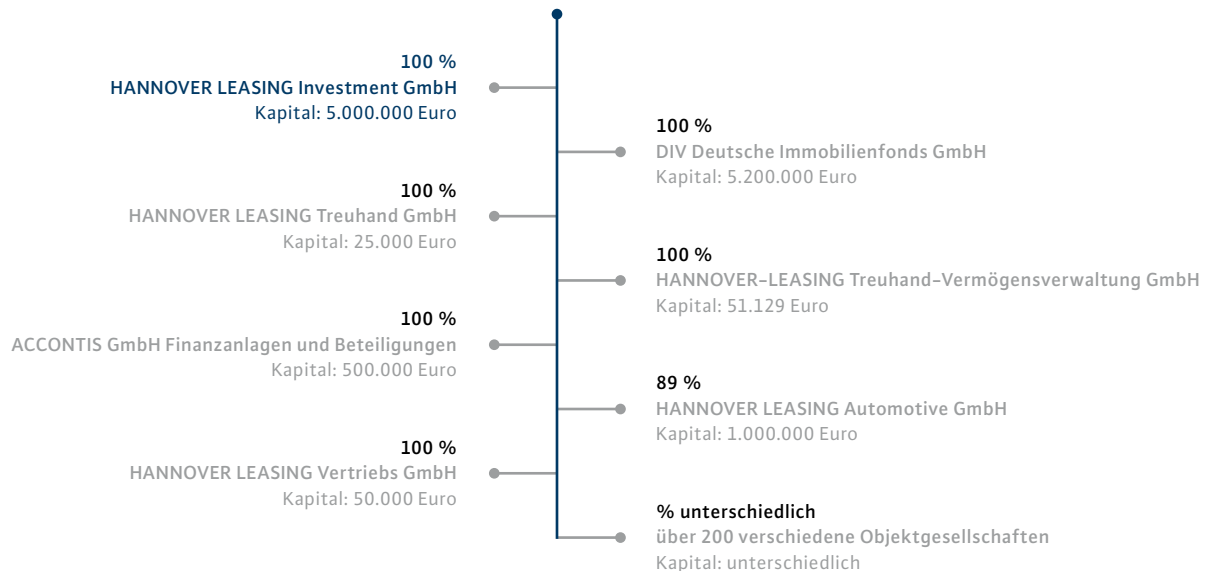 100 %
HANNOVER LEASING Investment GmbH
Kapital: 5.000.000 Euro
100 %
DIV Deutsche Immobilienfonds GmbH
Kapital: 5.200.000 Euro
100 %
HANNOVER LEASING Treuhand GmbH
Kapital: 25.000 Euro
100 %
HANNOVER-LEASING Treuhand-Vermögensverwaltung GmbH
Kapital: 51.129 Euro
100 %
ACCONTIS GmbH Finanzanlagen und Beteiligungen
Kapital: 500.000 Euro
89 %
HANNOVER LEASING Automotive GmbH
Kapital: 1.000.000 Euro
100 %
HANNOVER LEASING Vertriebs GmbH
Kapital: 50.000 Euro
% unterschiedlich
über 200 verschiedene Objektgesellschaften
Kapital: unterschiedlich